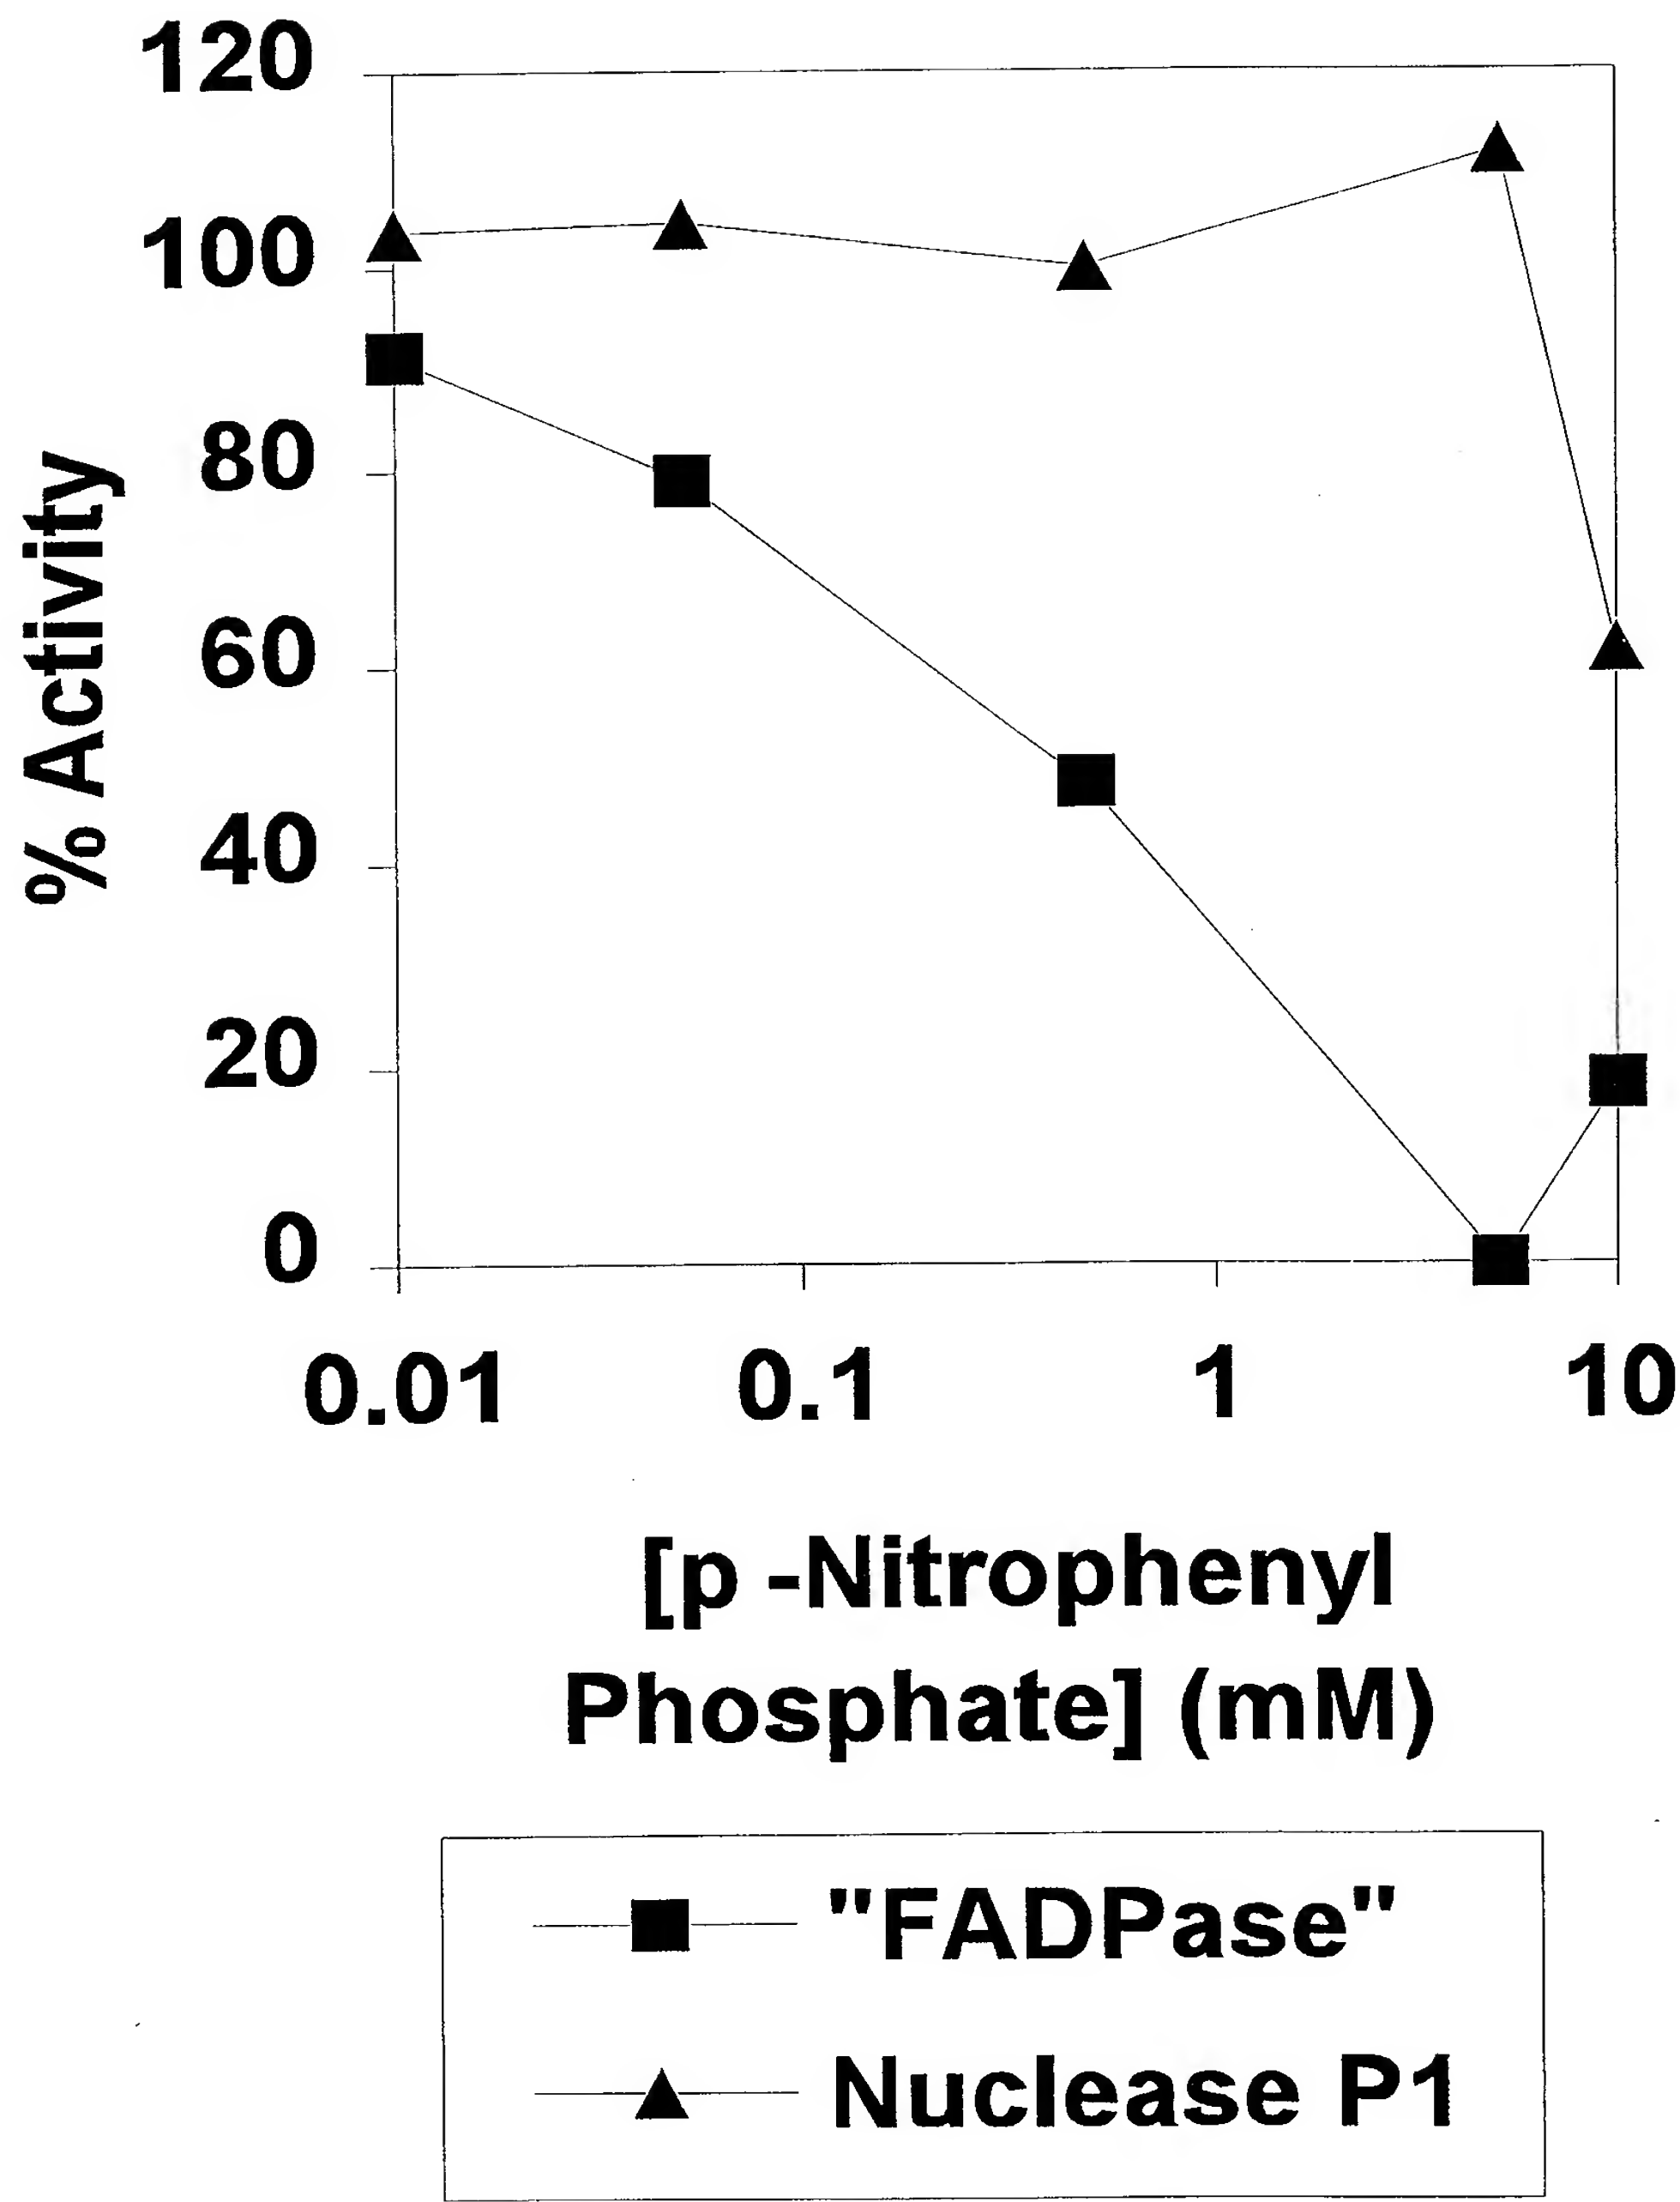 120
100
80
60
40
20
0
% Activity
0.01 0.1 1 10
[p -Nitrophenyl
Phosphate] (mM)
"FADPase"
Nuclease P1